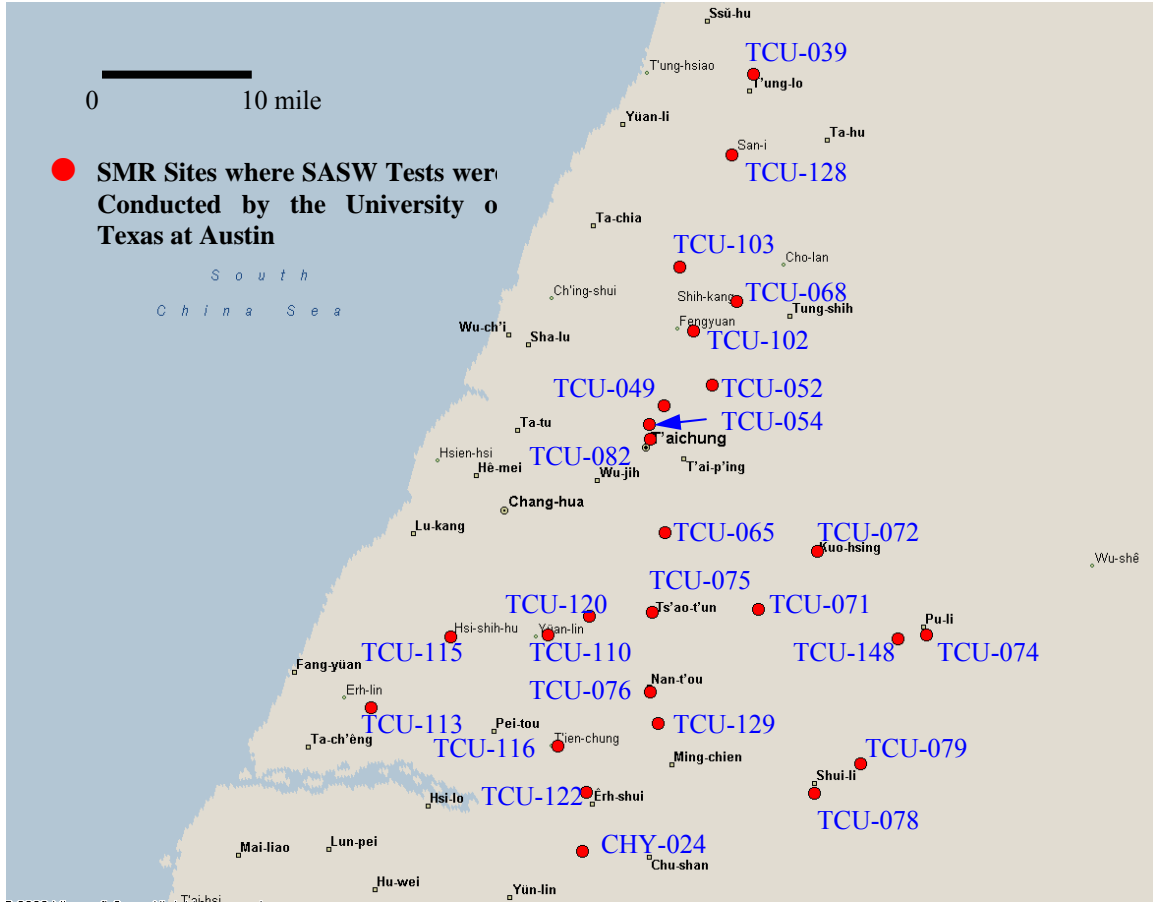 Ssŭ-hu
TCU-039
T'ung-hsiao
T'ung-lo
0 10 mile
Yüan-li
Ta-hu
San-i
TCU-128
SMR Sites where SASW Tests were
Conducted by the University o
Texas at Austin
Ta-chia
TCU-103
Cho-lan
South
China Sea
Ch'ing-shui
Shih-kang
TCU-068
Tung-shih
Wu-ch'i
Fengyuan
Sha-lu
TCU-102
TCU-049
TCU-052
TCU-054
Ta-tu
T'aichung
Hsien-hsi
TCU-082
T'ai-p'ing
Hê-mei
Wu-jih
Chang-hua
Lu-kang
TCU-065
TCU-072
Kuo-hsing
Wu-shê
TCU-075
TCU-120
Ts'ao-t'un
TCU-071
Hsi-shih-hu
Yüan-lin
Pu-li
TCU-115
TCU-110
TCU-148
TCU-074
Fang-yüan
TCU-076
Nan-t'ou
Erh-lin
TCU-113
TCU-129
Pei-tou
T'ien-chung
Ta-ch'êng
TCU-116
Ming-chien
TCU-079
Shui-li
TCU-122
Êrh-shui
Hsi-lo
TCU-078
CHY-024
Mai-liao
Lun-pei
Chu-shan
Hu-wei
Yün-lin
T'ai-hsi